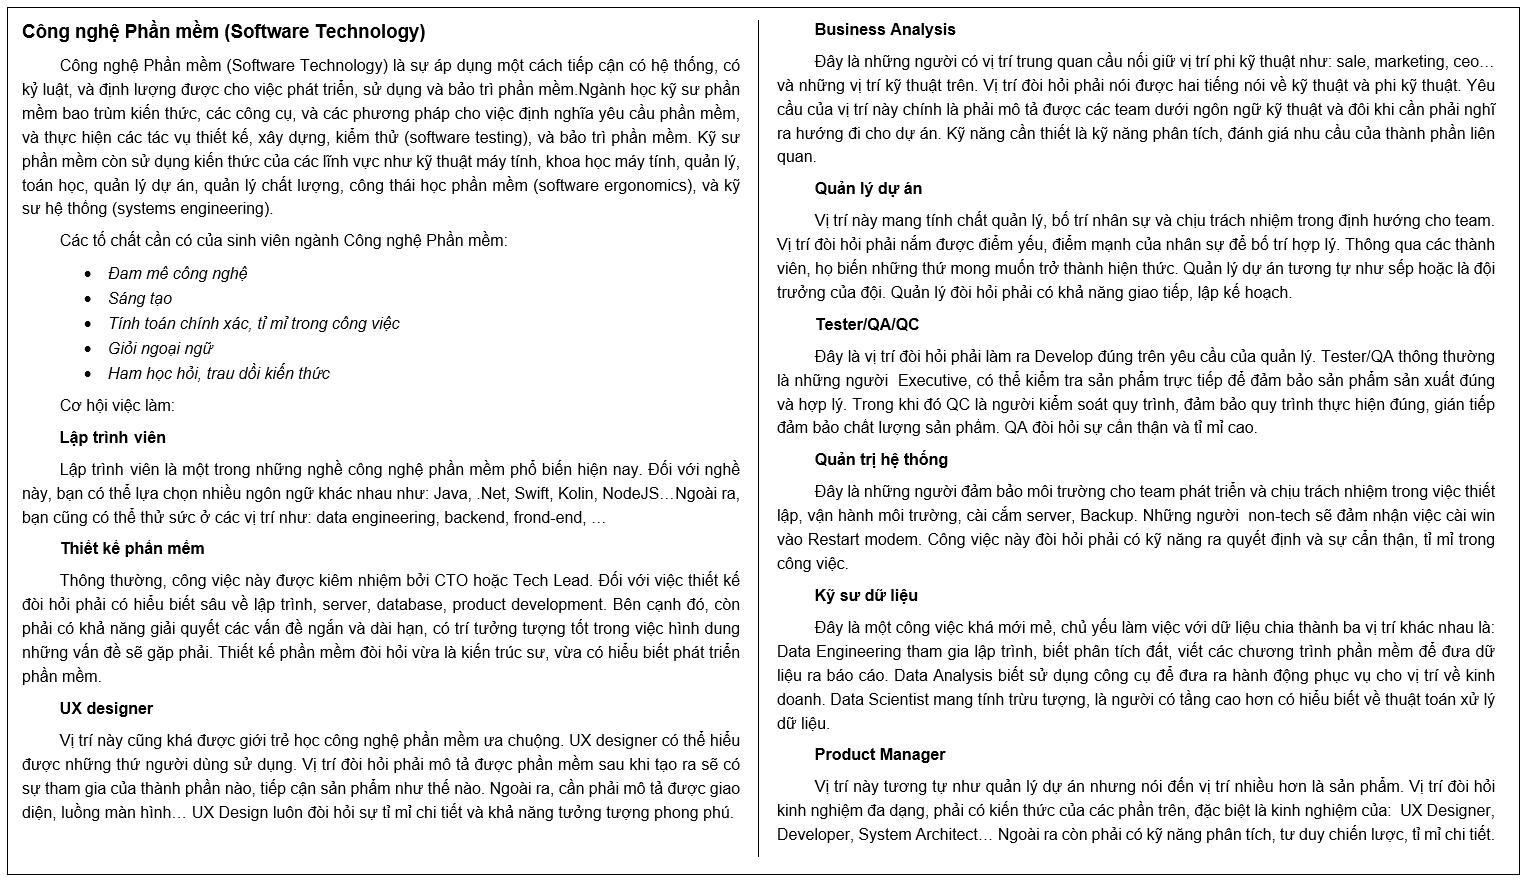 Công nghệ Phần mềm (Software Technology)
Công nghệ Phần mềm (Software Technology) là sự áp dụng một cách tiếp cận có hệ thống, có
kỷ luật, và định lượng được cho việc phát triển, sử dụng và bảo trì phần mềm.Ngành học kỹ sư phần
mềm bao trùm kiến thức, các công cụ, và các phương pháp cho việc định nghĩa yêu cầu phần mềm,
và thực hiện các tác vụ thiết kế, xây dựng, kiểm thử (software testing), và bảo trì phần mềm. Kỹ sư
phần mềm còn sử dụng kiến thức của các lĩnh vực như kỹ thuật máy tính, khoa học máy tính, quản lý,
toán học, quản lý dự án, quản lý chất lượng, công thái học phần mềm (software ergonomics), và kỹ
sư hệ thống (systems engineering).
Các tố chất cần có của sinh viên ngành Công nghệ Phần mềm:
• Đam mê công nghệ
• Sáng tạo
• Tính toán chính xác, tỉ mỉ trong công việc
• Giỏi ngoại ngữ
• Ham học hỏi, trau dồi kiến thức
Cơ hội việc làm:
Lập trình viên
Lập trình viên là một trong những nghề công nghệ phần mềm phổ biến hiện nay. Đối với nghề
này, bạn có thể lựa chọn nhiều ngôn ngữ khác nhau như: Java, .Net, Swift, Kolin, NodeJS…Ngoài ra,
bạn cũng có thể thử sức ở các vị trí như: data engineering, backend, frond-end, …
Thiết kế phần mếm
Thông thường, công việc này được kiêm nhiệm bởi CTO hoặc Tech Lead. Đối với việc thiết kế
đòi hỏi phải có hiểu biết sâu về lập trình, server, database, product development. Bên cạnh đó, còn
phải có khả năng giải quyết các vấn đề ngắn và dài hạn, có trí tưởng tượng tốt trong việc hình dung
những vấn đề sẽ gặp phải. Thiết kế phần mềm đòi hỏi vừa là kiến trúc sư, vừa có hiểu biết phát triển
phần mềm.
UX designer
Vị trí này cũng khá được giới trẻ học công nghệ phần mềm ưa chuộng. UX designer có thể hiểu
được những thứ người dùng sử dụng. Vị trí đòi hỏi phải mô tả được phần mềm sau khi tạo ra sẽ có
sự tham gia của thành phần nào, tiếp cận sản phẩm như thế nào. Ngoài ra, cần phải mô tả được giao
diện, luồng màn hình… UX Design luôn đòi hỏi sự tỉ mỉ chi tiết và khả năng tưởng tượng phong phú.
Business Analysis
Đây là những người có vị trí trung quan cầu nối giữ vị trí phi kỹ thuật như: sale, marketing, ceo…
và những vị trí kỹ thuật trên. Vị trí đòi hỏi phải nói được hai tiếng nói về kỹ thuật và phi kỹ thuật. Yêu
cầu của vị trí này chính là phải mô tả được các team dưới ngôn ngữ kỹ thuật và đôi khi cần phải nghĩ
ra hướng đi cho dự án. Kỹ năng cần thiết là kỹ năng phân tích, đánh giá nhu cầu của thành phần liên
quan.
Quản lý dự án
Vị trí này mang tính chất quản lý, bố trí nhân sự và chịu trách nhiệm trong định hướng cho team.
Vị trí đòi hỏi phải nắm được điểm yếu, điểm mạnh của nhân sự để bố trí hợp lý. Thông qua các thành
viên, họ biến những thứ mong muốn trở thành hiện thức. Quản lý dự án tương tự như sếp hoặc là đội
trưởng của đội. Quản lý đòi hỏi phải có khả năng giao tiếp, lập kế hoạch.
Tester/QA/QC
Đây là vị trí đòi hỏi phải làm ra Develop đúng trên yêu cầu của quản lý. Tester/QA thông thường
là những người Executive, có thể kiểm tra sản phẩm trực tiếp để đảm bảo sản phẩm sản xuất đúng
và hợp lý. Trong khi đó QC là người kiểm soát quy trình, đảm bảo quy trình thực hiện đúng, gián tiếp
đảm bảo chất lượng sản phầm. QA đòi hỏi sự cẩn thận và tỉ mỉ cao.
Quản trị hệ thống
Đây là những người đảm bảo môi trường cho team phát triển và chịu trách nhiệm trong việc thiết
lập, vận hành môi trường, cài cắm server, Backup. Những người non-tech sẽ đảm nhận việc cài win
vào Restart modem. Công việc này đòi hỏi phải có kỹ năng ra quyết định và sự cẩn thận, tỉ mỉ trong
công việc.
Kỹ sư dữ liệu
Đây là một công việc khá mới mẻ, chủ yếu làm việc với dữ liệu chia thành ba vị trí khác nhau là:
Data Engineering tham gia lập trình, biết phân tích đất, viết các chương trình phần mềm để đưa dữ
liệu ra báo cáo. Data Analysis biết sử dụng công cụ để đưa ra hành động phục vụ cho vị trí về kinh
doanh. Data Scientist mang tính trừu tượng, là người có tầng cao hơn có hiểu biết về thuật toán xử lý
dữ liệu.
Product Manager
Vị trí này tương tự như quản lý dự án nhưng nói đến vị trí nhiều hơn là sản phẩm. Vị trí đòi hỏi
kinh nghiệm đa dạng, phải có kiến thức của các phần trên, đặc biệt là kinh nghiệm của: UX Designer,
Developer, System Architect… Ngoài ra còn phải có kỹ năng phân tích, tư duy chiến lược, tỉ mỉ chi tiết.